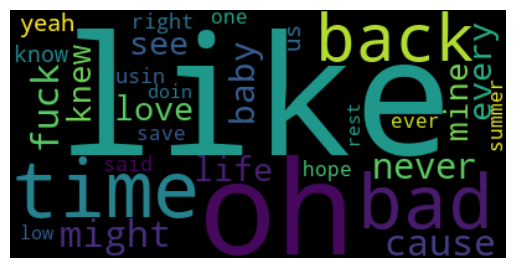 yeah
right
one
us
back
every
know
see
baby
like
fuck
knew
usin
doin
love
save
rest
ever
mine
summer
time
said
life
oh
hope
never
bad
low
might
cause